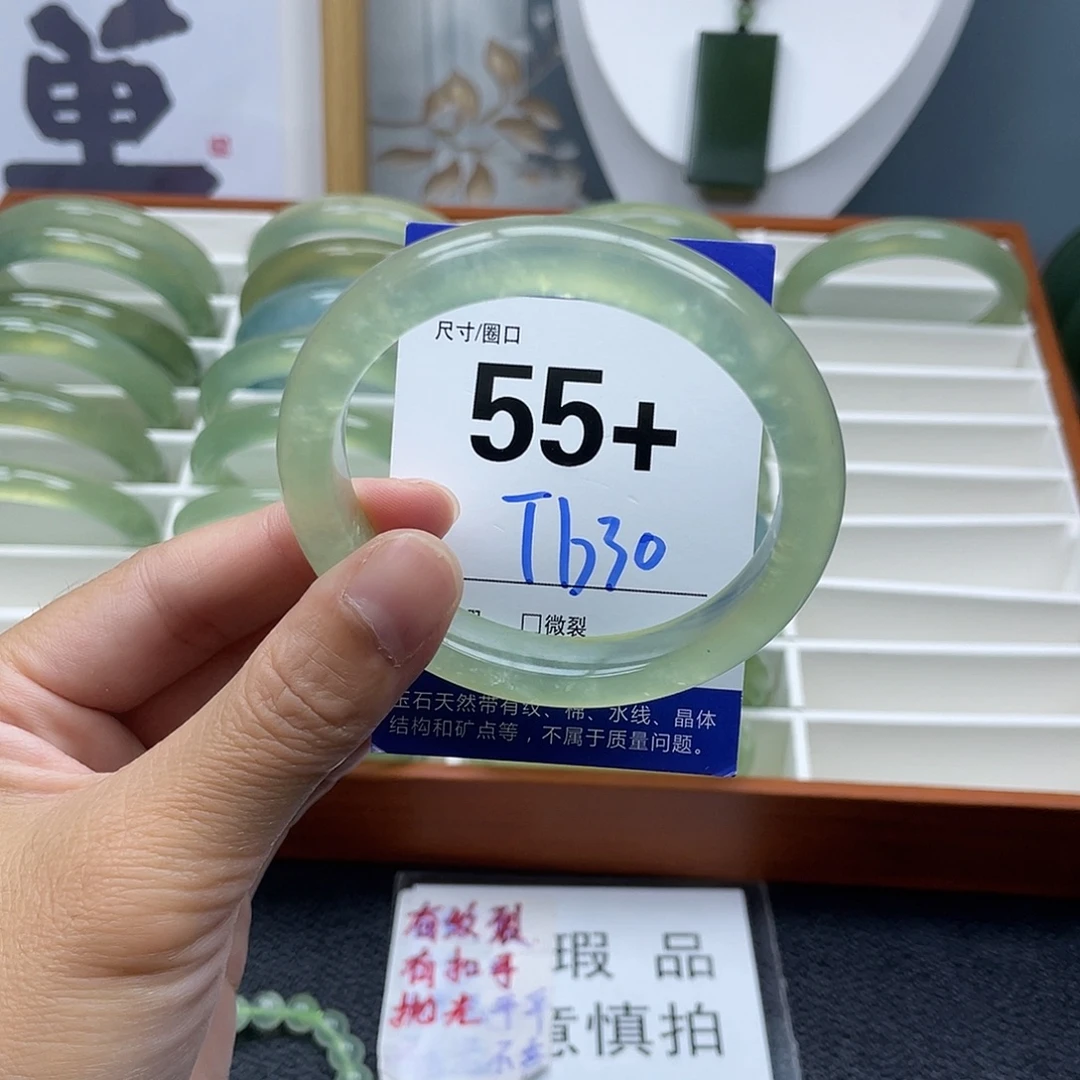 尺寸/圈口
55+
Tb30
□微裂
玉石天然带有纹、棉、水线、晶体
结构和矿点等，不属于质量问题。
有纹裂
有扣手
抛光
瑕 品
慎拍